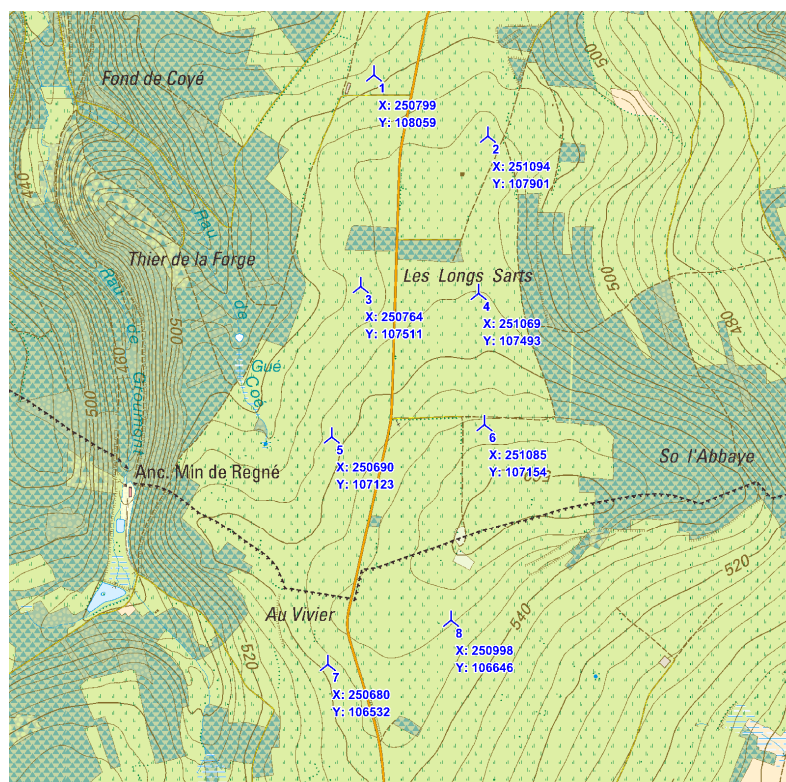 500
Fond de Coyé
1
X: 250799
Y: 108059
2
X: 251094
Y: 107901
440
Rau
de
Gué
Coé
Thier de la Forge
Les Longs Sarts
500
Rau de Groumont
500
460
500
3
X: 250764
Y: 107511
4
X: 251069
Y: 107493
480
5
X: 250690
Y: 107123
6
X: 251085
Y: 107154
So l'Abbaye
Anc. Min de Regné
520
540
Au Vivier
8
X: 250998
Y: 106646
520
7
X: 250680
Y: 106532